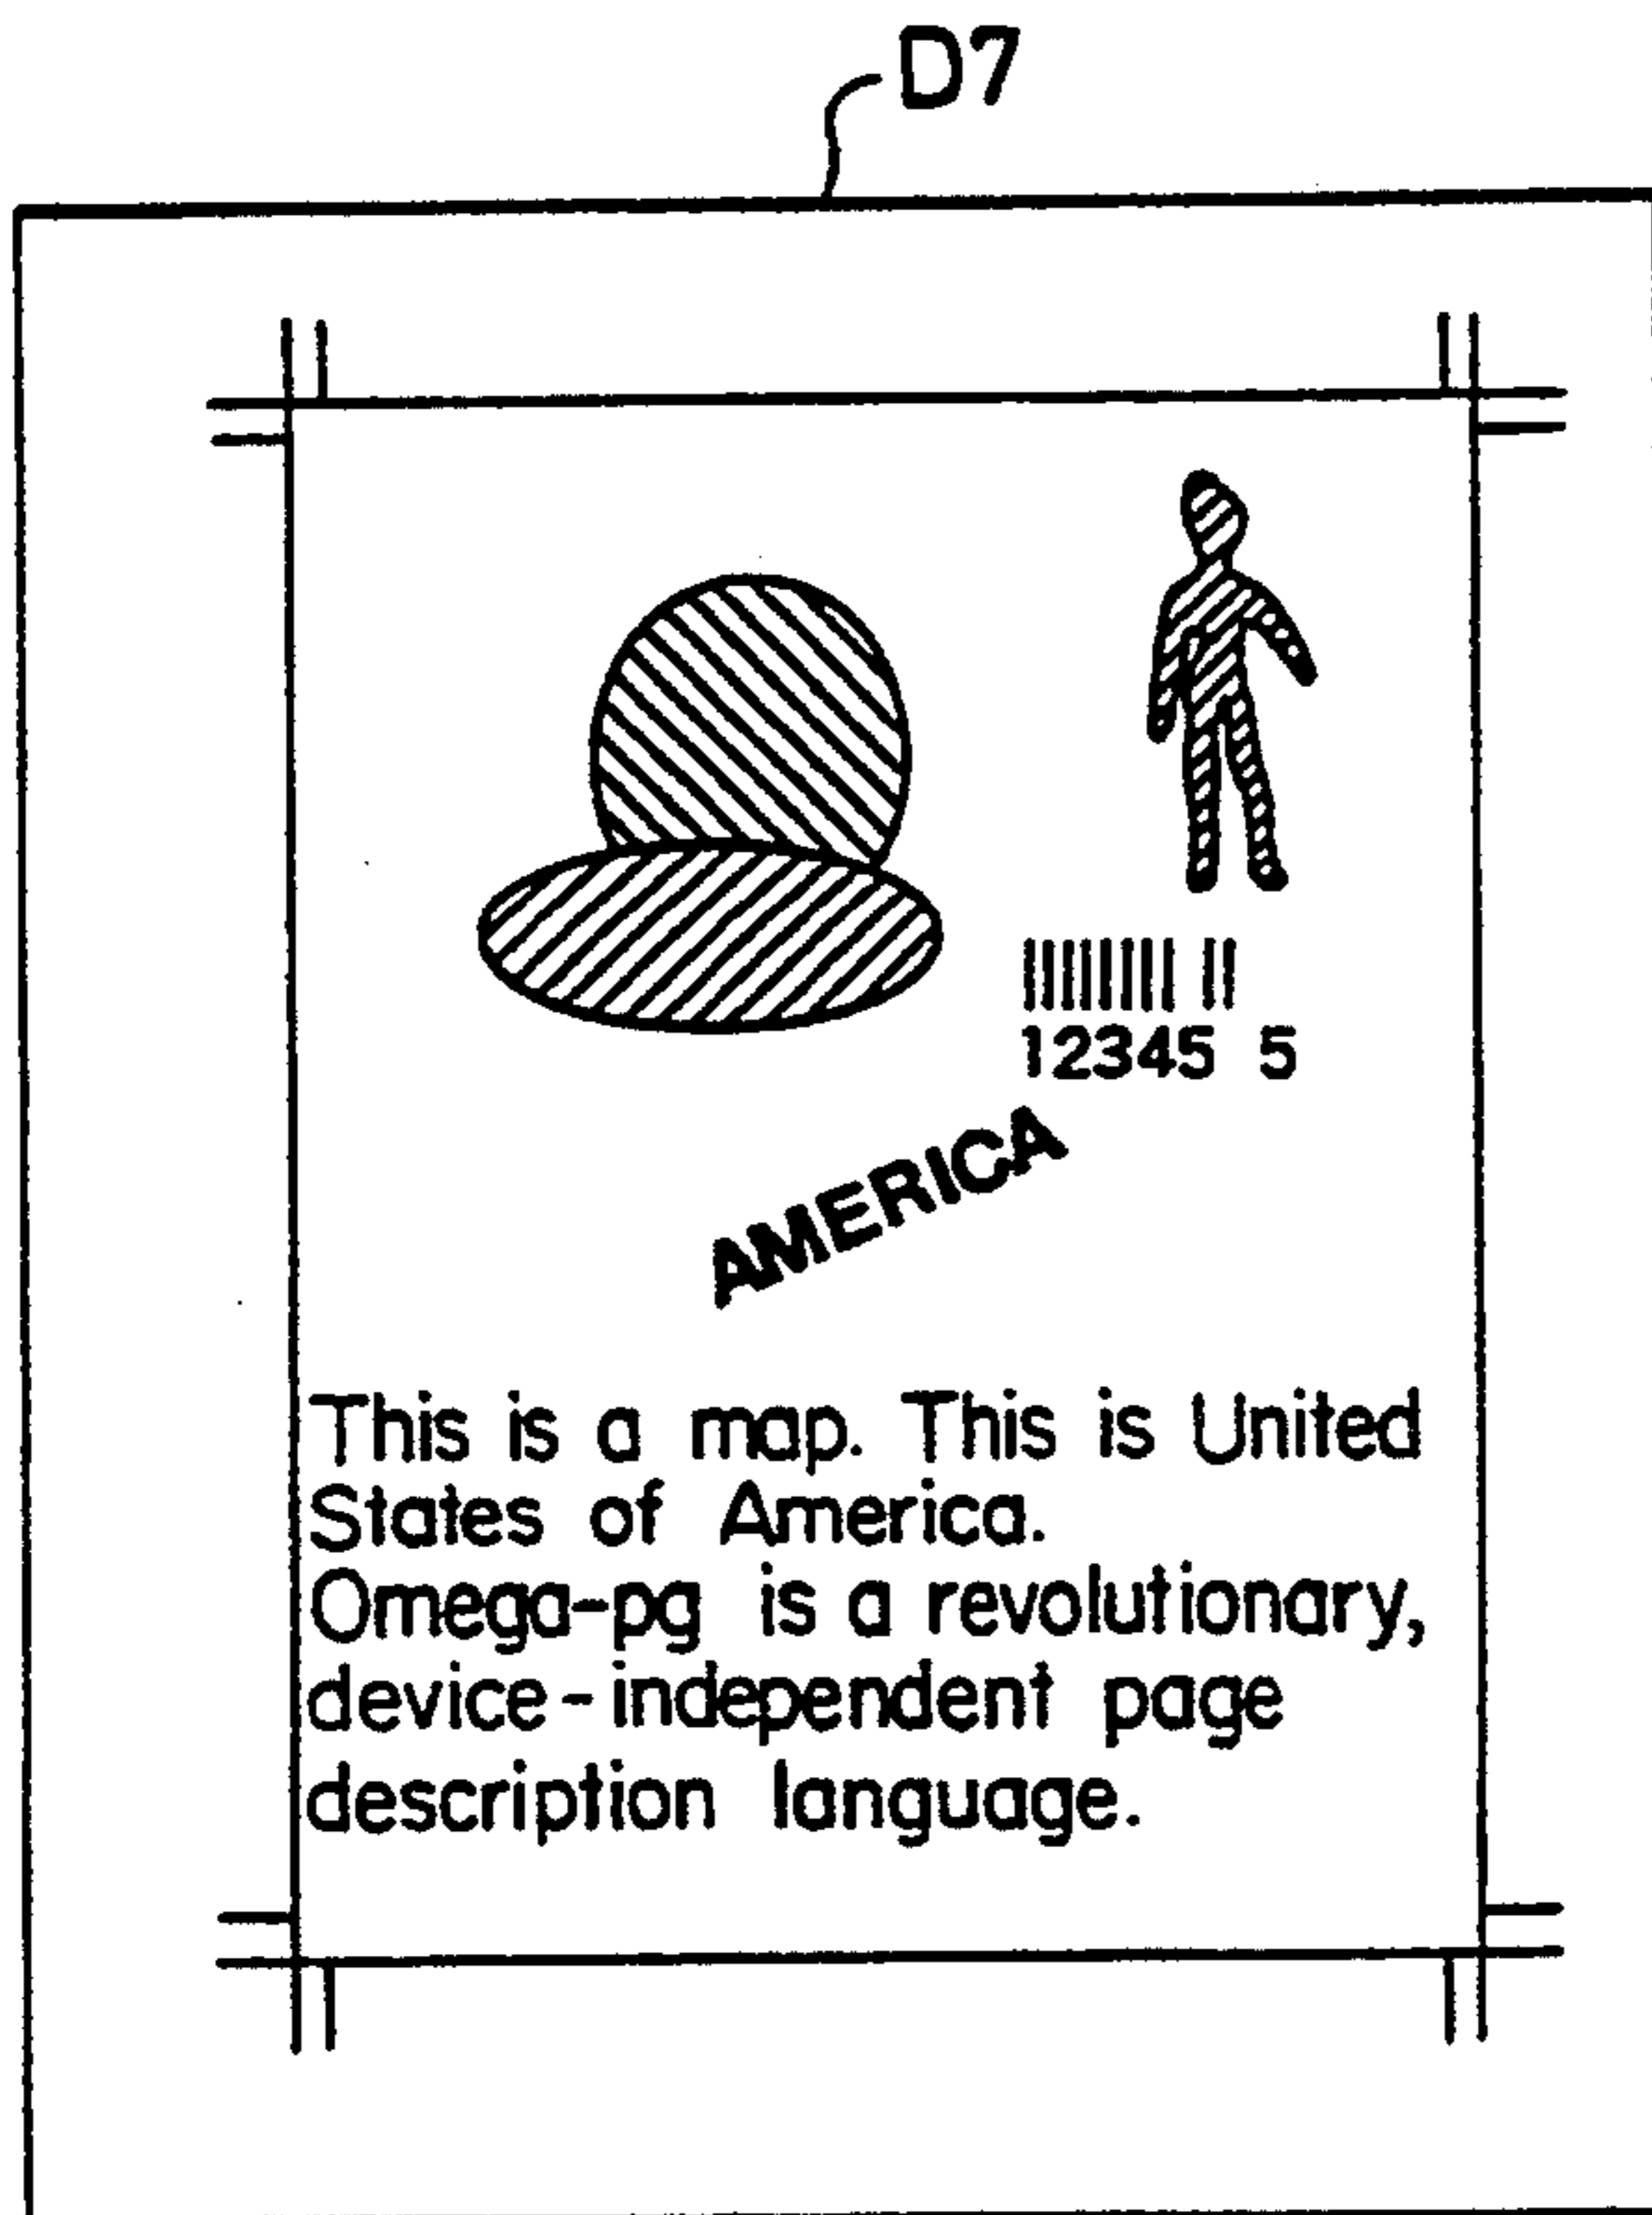 D7
12345 5
AMERICA
This is a map. This is United
States of America.
Omega-pg is a revolutionary,
device-independent page
description language.